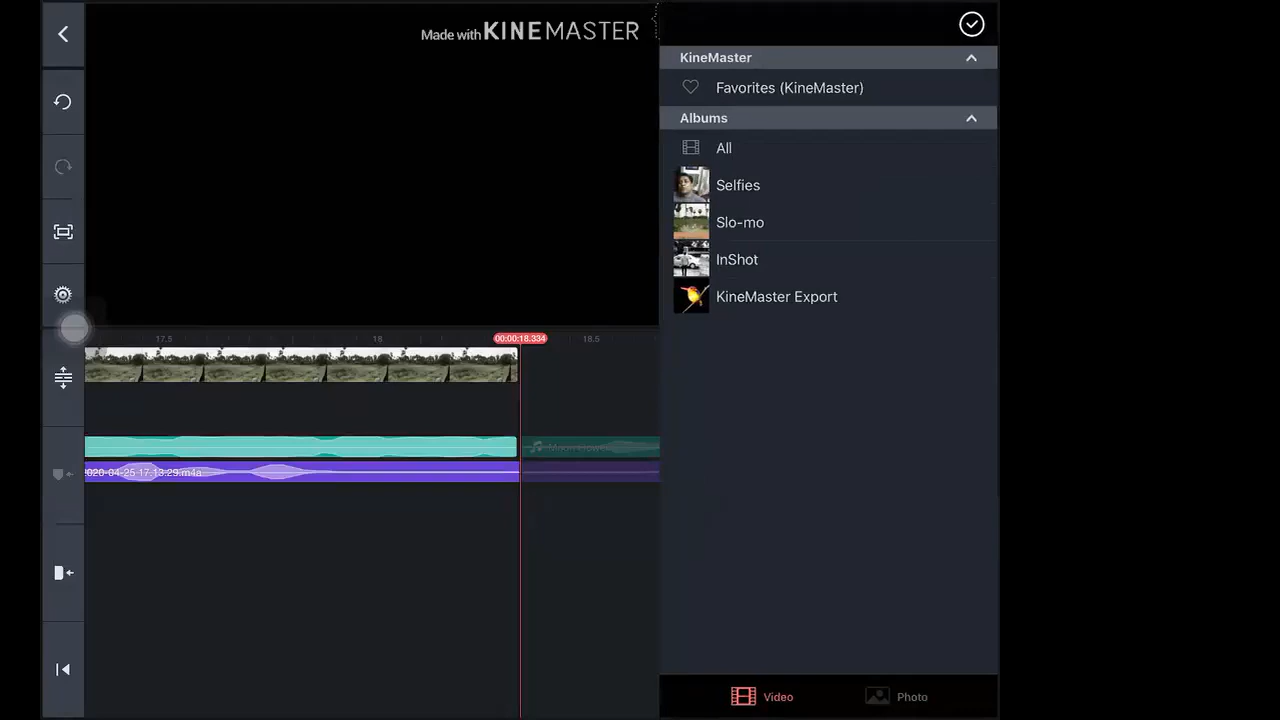 Made with KINEMASTER
KineMaster
Favorites (KineMaster)
Albums
All
Selfies
Slo-mo
InShot
KineMaster Export
17.5
18
00:00:18.334
18.5
020-04-25 17.13.29.m4a
Video
Photo